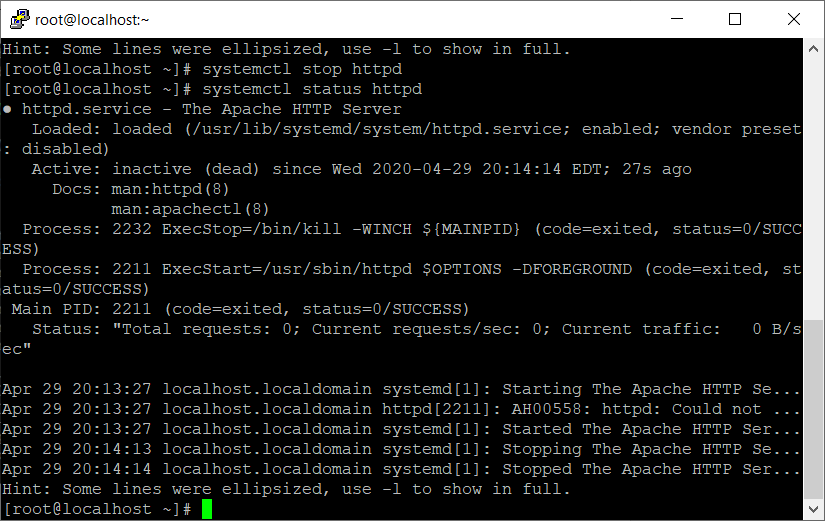 root@localhost:~
Hint: Some lines were ellipsized, use -l to show in full.
[root@localhost ~]# systemctl stop httpd
[root@localhost ~]# systemctl status httpd
● httpd.service - The Apache HTTP Server
   Loaded: loaded (/usr/lib/systemd/system/httpd.service; enabled; vendor preset
: disabled)
   Active: inactive (dead) since Wed 2020-04-29 20:14:14 EDT; 27s ago
     Docs: man:httpd(8)
           man:apachectl(8)
  Process: 2232 ExecStop=/bin/kill -WINCH ${MAINPID} (code=exited, status=0/SUCC
ESS)
  Process: 2211 ExecStart=/usr/sbin/httpd $OPTIONS -DFOREGROUND (code=exited, st
atus=0/SUCCESS)
 Main PID: 2211 (code=exited, status=0/SUCCESS)
   Status: "Total requests: 0; Current requests/sec: 0; Current traffic:   0 B/s
ec"

Apr 29 20:13:27 localhost.localdomain systemd[1]: Starting The Apache HTTP Se...
Apr 29 20:13:27 localhost.localdomain httpd[2211]: AH00558: httpd: Could not ...
Apr 29 20:13:27 localhost.localdomain systemd[1]: Started The Apache HTTP Ser...
Apr 29 20:14:13 localhost.localdomain systemd[1]: Stopping The Apache HTTP Se...
Apr 29 20:14:14 localhost.localdomain systemd[1]: Stopped The Apache HTTP Ser...
Hint: Some lines were ellipsized, use -l to show in full.
[root@localhost ~]#